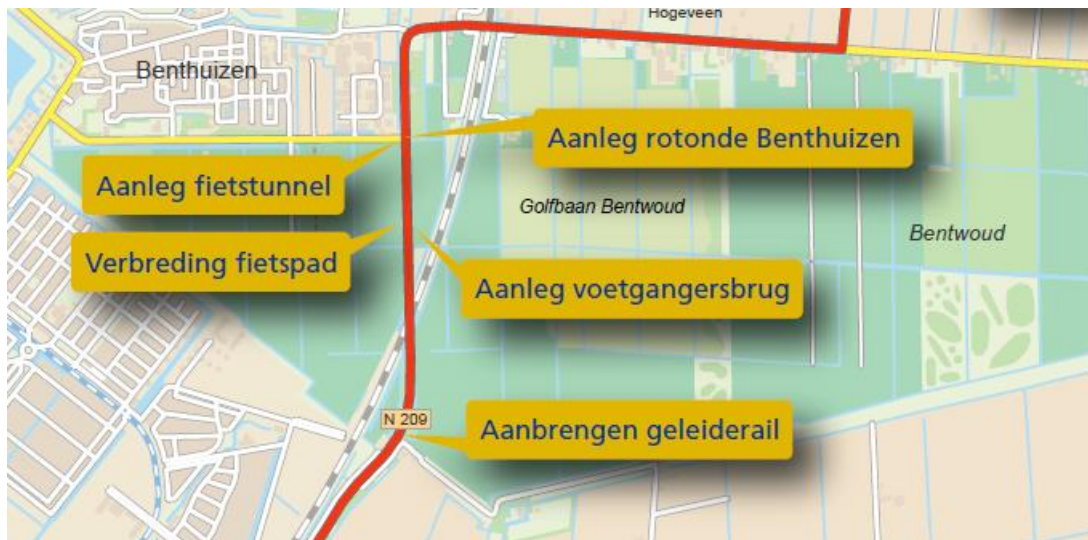 Hogeveen
Benthuizen
Aanleg rotonde Benthuizen
Aanleg fietstunnel
Golfbaan Bentwoud
Bentwoud
Verbreding fietspad
Aanleg voetgangersbrug
N 209
Aanbrengen geleiderail